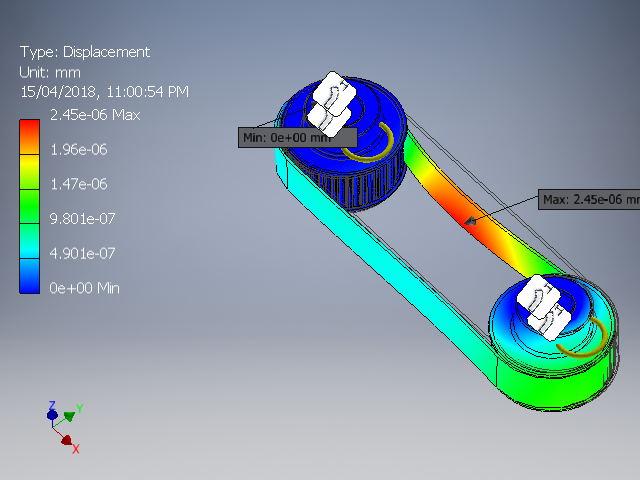 Type: Displacement
Unit: mm
15/04/2018, 11:00:54 PM
2.45e-06 Max
1.96e-06
1.47e-06
9.801e-07
4.901e-07
0e+00 Min
Min: 0e+00 mm
Max: 2.45e-06 m
Z
Y
X